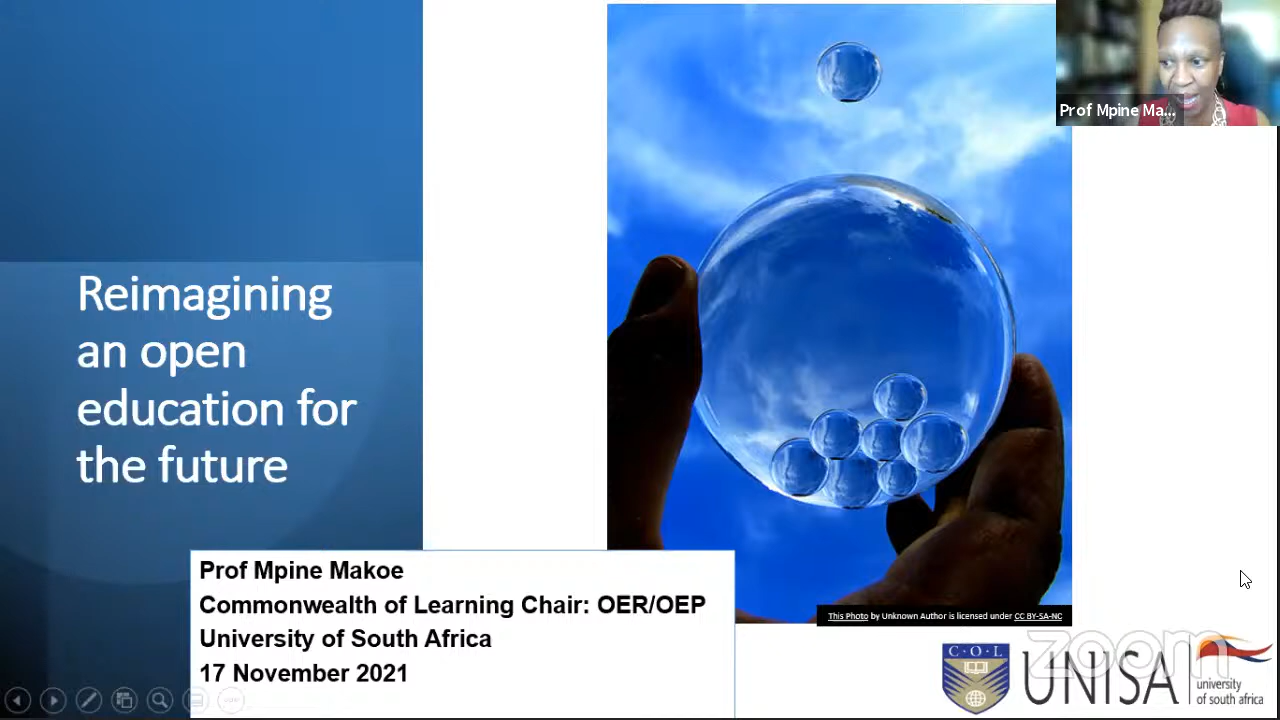 Prof Mpine Ma...
Reimagining
an open
education for
the future
Prof Mpine Makoe
Commonwealth of Learning Chair: OER/OEP
University of South Africa
17 November 2021
This Photo by Unknown Author is licensed under CC BY-SA-NC
C·O·L
zoom
UNISA
university
of south africa